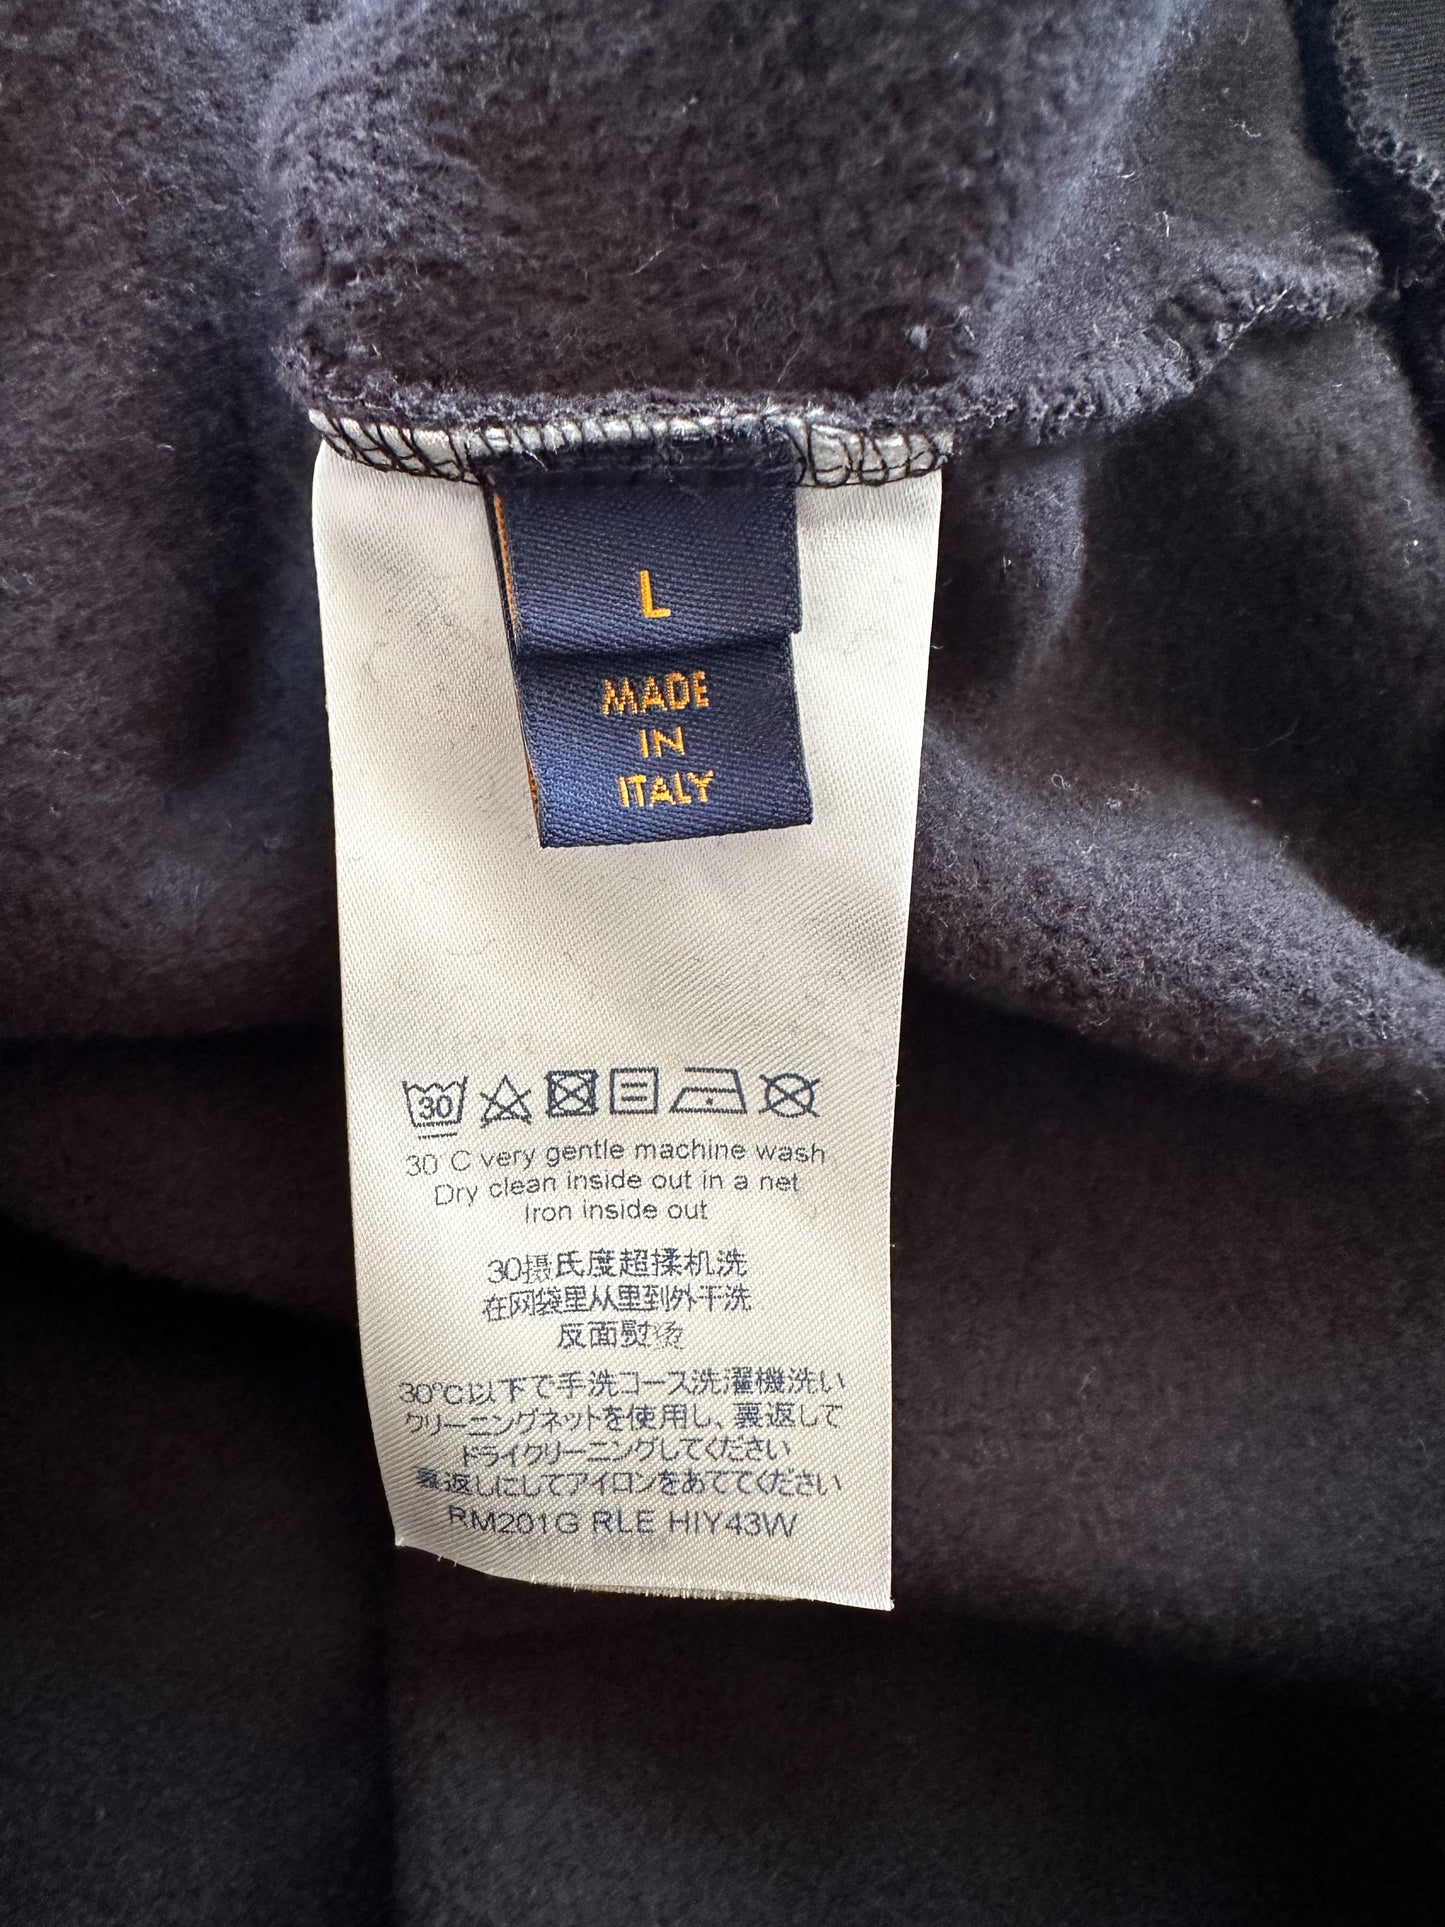 L
MADE
IN
ITALY
30
30°C very gentle machine wash
Dry clean inside out in a net
Iron inside out
30摄氏度超揉机洗
在网袋里从里到外干洗
反面熨烫
30℃以下で手洗コース洗濯機洗い
クリーニングネットを使用し、裏返して
ドライクリーニングしてください
裏返しにしてアイロンをあててください
RM201G RLE HIY43W